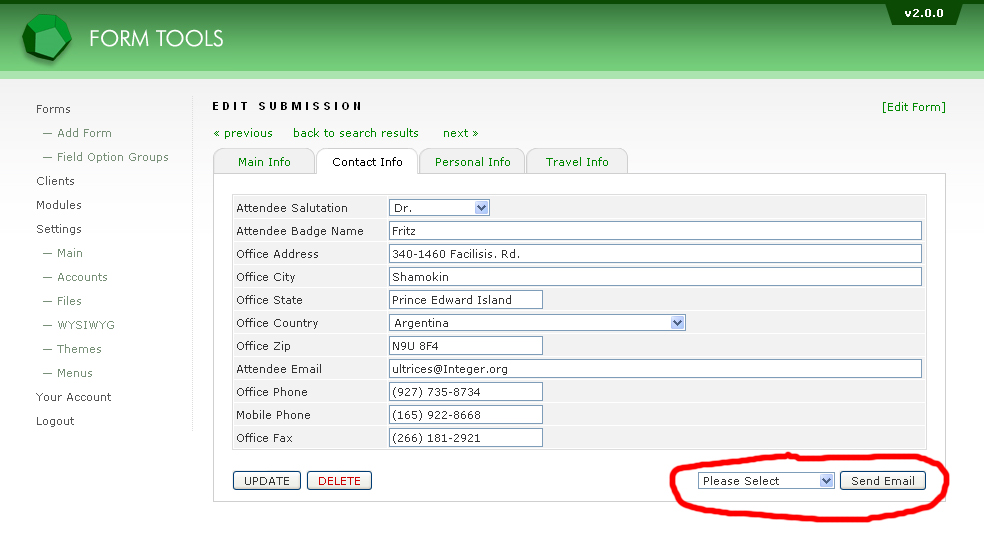 v2.0.0
FORM TOOLS
Forms
— Add Form
— Field Option Groups
Clients
Modules
Settings
— Main
— Accounts
— Files
— WYSIWYG
— Themes
— Menus
Your Account
Logout
EDIT SUBMISSION
[Edit Form]
« previous back to search results next »
Main Info Contact Info Personal Info Travel Info
Attendee Salutation Dr.
Attendee Badge Name Fritz
Office Address 340-1460 Facilisis. Rd.
Office City Shamokin
Office State Prince Edward Island
Office Country Argentina
Office Zip N9U 8F4
Attendee Email ultrices@Integer.org
Office Phone (927) 735-8734
Mobile Phone (165) 922-8668
Office Fax (266) 181-2921
UPDATE DELETE Please Select Send Email